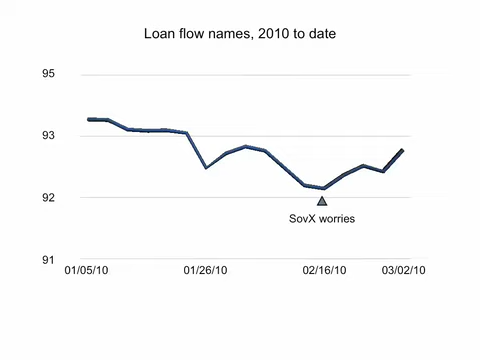 Loan flow names, 2010 to date
95
93
92
91
SovX worries
01/05/10 01/26/10 02/16/10 03/02/10